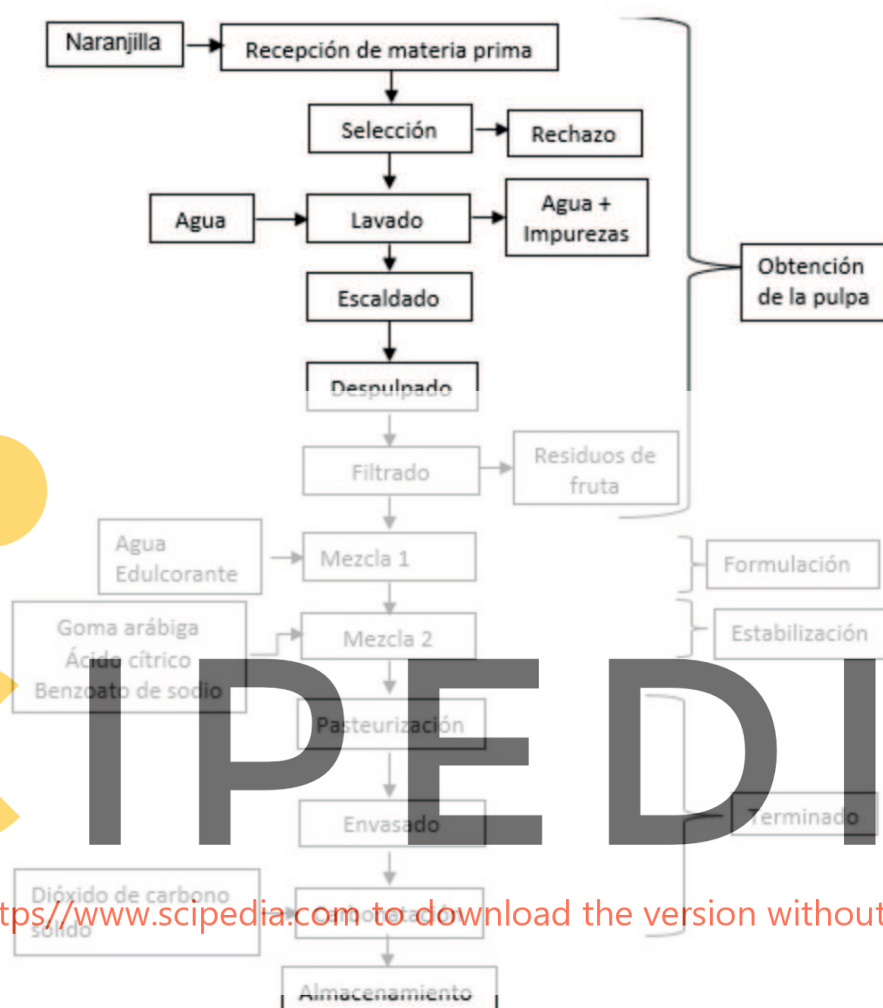 Naranjilla
Recepción de materia prima
Selección
Rechazo
Agua
Lavado
Agua +
Impurezas
Escaldado
Obtención
de la pulpa
Despulpado
Filtrado
Residuos de
fruta
Agua
Edulcorante
Mezcla 1
Formulación
Goma arábiga
Ácido cítrico
Benzoato de sodio
Mezcla 2
Estabilización
IPEDI
Pasteurización
Envasado
Terminado
Dióxido de carbono
sólido
Carbonatación
tps//www.scipedia.com to download the version without
Almacenamiento